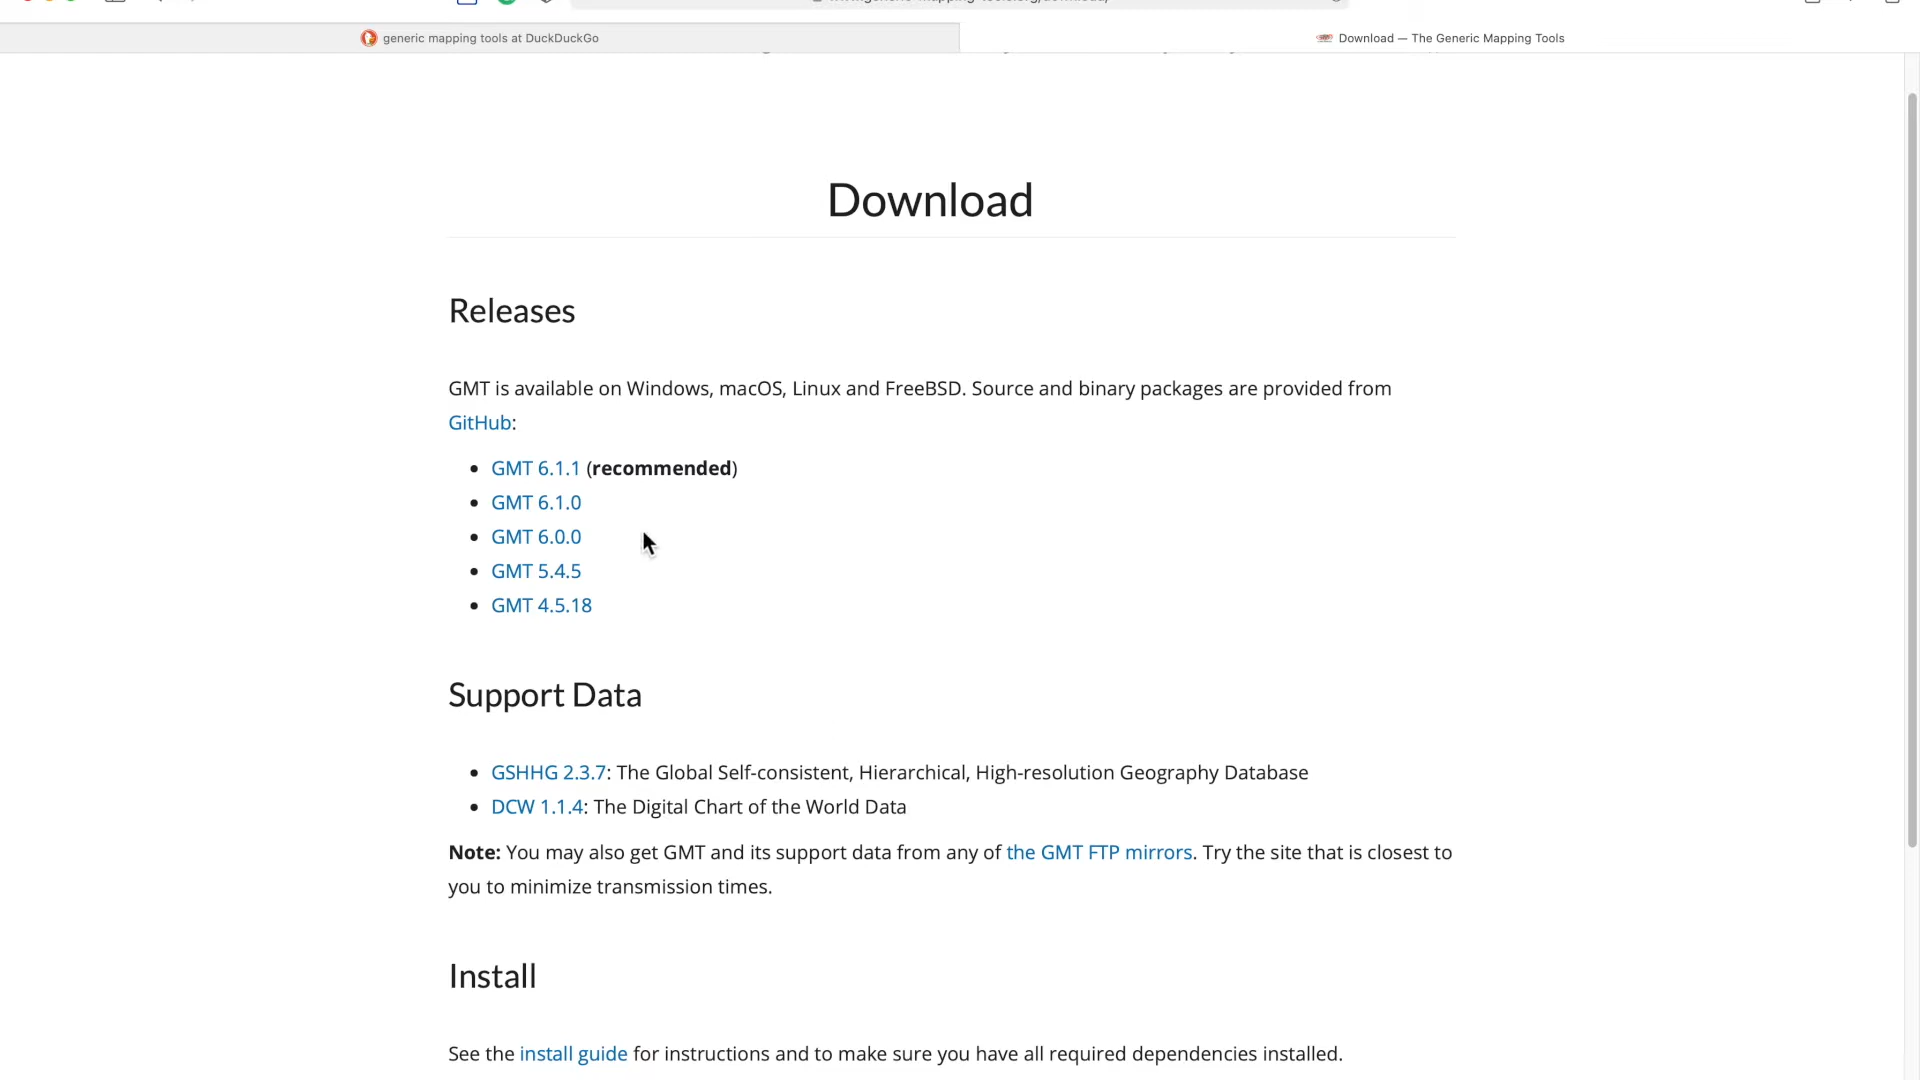 generic mapping tools at DuckDuckGo
Download — The Generic Mapping Tools
Download
Releases
GMT is available on Windows, macOS, Linux and FreeBSD. Source and binary packages are provided from
GitHub:
• GMT 6.1.1 (recommended)
• GMT 6.1.0
• GMT 6.0.0
• GMT 5.4.5
• GMT 4.5.18
Support Data
• GSHHG 2.3.7: The Global Self-consistent, Hierarchical, High-resolution Geography Database
• DCW 1.1.4: The Digital Chart of the World Data
Note: You may also get GMT and its support data from any of the GMT FTP mirrors. Try the site that is closest to
you to minimize transmission times.
Install
See the install guide for instructions and to make sure you have all required dependencies installed.